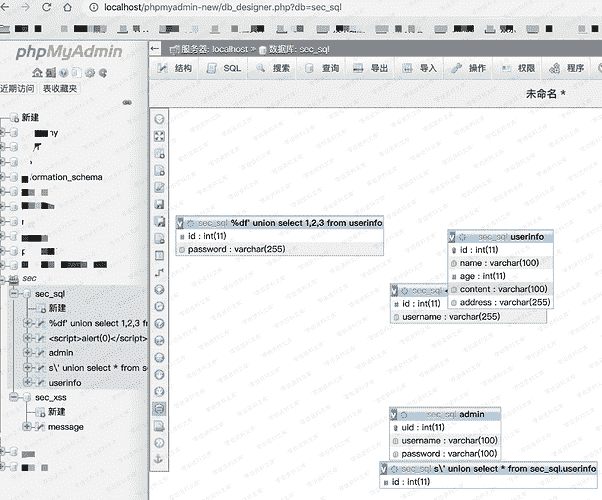 localhost/phpmyadmin-new/db_designer.php?db=sec_sql
phpMyAdmin
近期访问 表收藏夹
新建
ormation_schema
sec
sec_sql
新建
%df' union select 1,2,3 fr
<script>alert(0)</script>
admin
s\' union select * from s
userinfo
sec_xss
新建
message
服务器: localhost » 数据库: sec_sql
结构 SQL 搜索 查询 导出 导入 操作 权限 程序
未命名 *
sec_sql %df' union select 1,2,3 from userinfo
id : int(11)
password : varchar(255)
sec_sql userinfo
id : int(11)
name : varchar(100)
age : int(11)
content : varchar(100)
address : varchar(255)
sec_sql <
id : int(11)
username : varchar(255)
sec_sql admin
uid : int(11)
username : varchar(100)
password : varchar(100)
sec_sql s\' union select * from sec_sql.userinfo
id : int(11)